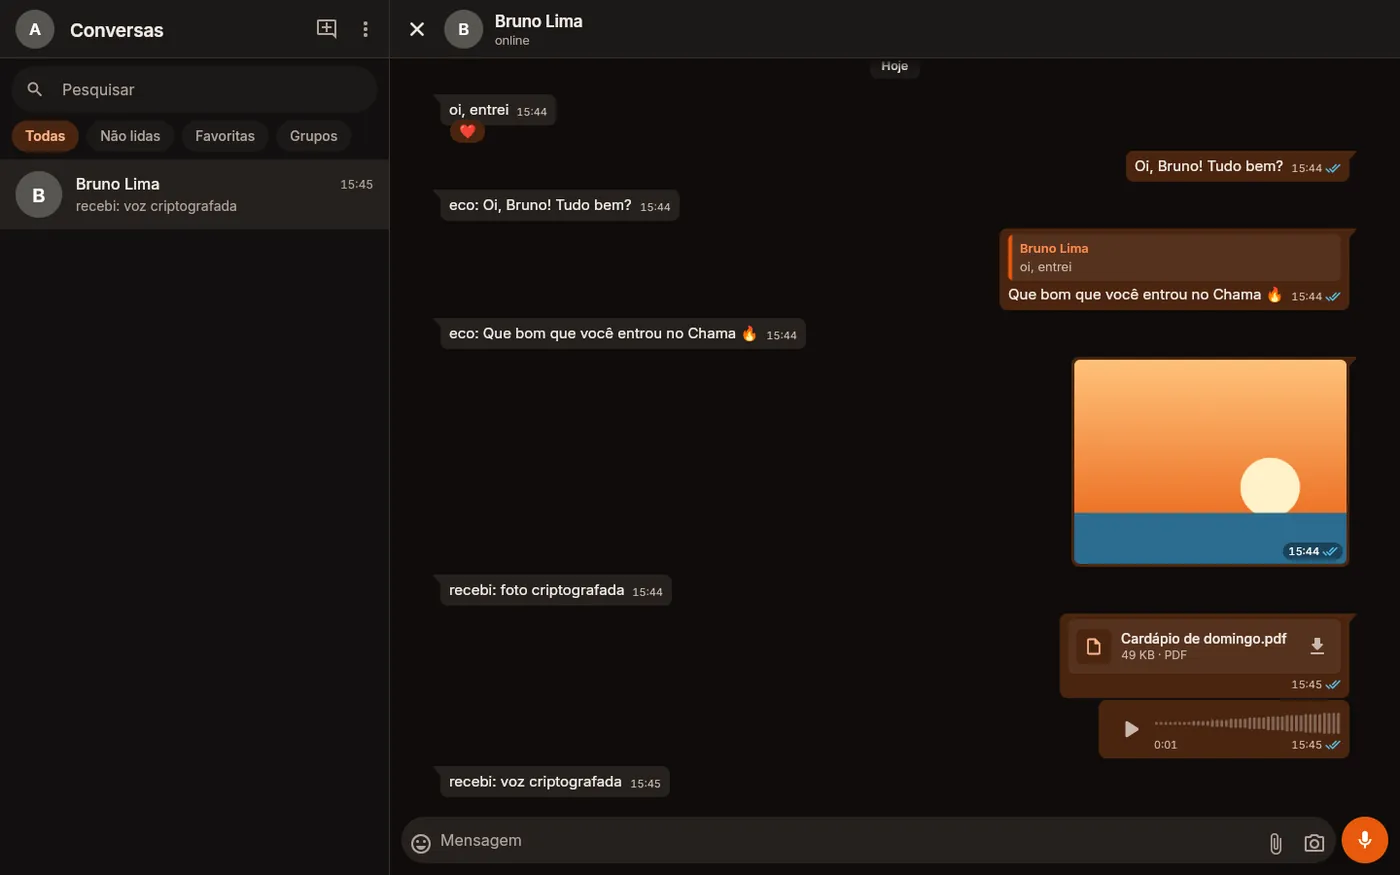 A
Conversas
Pesquisar
Todas
Não lidas
Favoritas
Grupos
B
Bruno Lima
15:45
recebi: voz criptografada
B
Bruno Lima
online
Hoje
oi, entrei 15:44
❤️
Oi, Bruno! Tudo bem? 15:44
eco: Oi, Bruno! Tudo bem? 15:44
Bruno Lima
oi, entrei
Que bom que você entrou no Chama 🔥 15:44
eco: Que bom que você entrou no Chama 🔥 15:44
15:44
recebi: foto criptografada 15:44
Cardápio de domingo.pdf
49 KB · PDF
15:45
0:01
15:45
recebi: voz criptografada 15:45
Mensagem